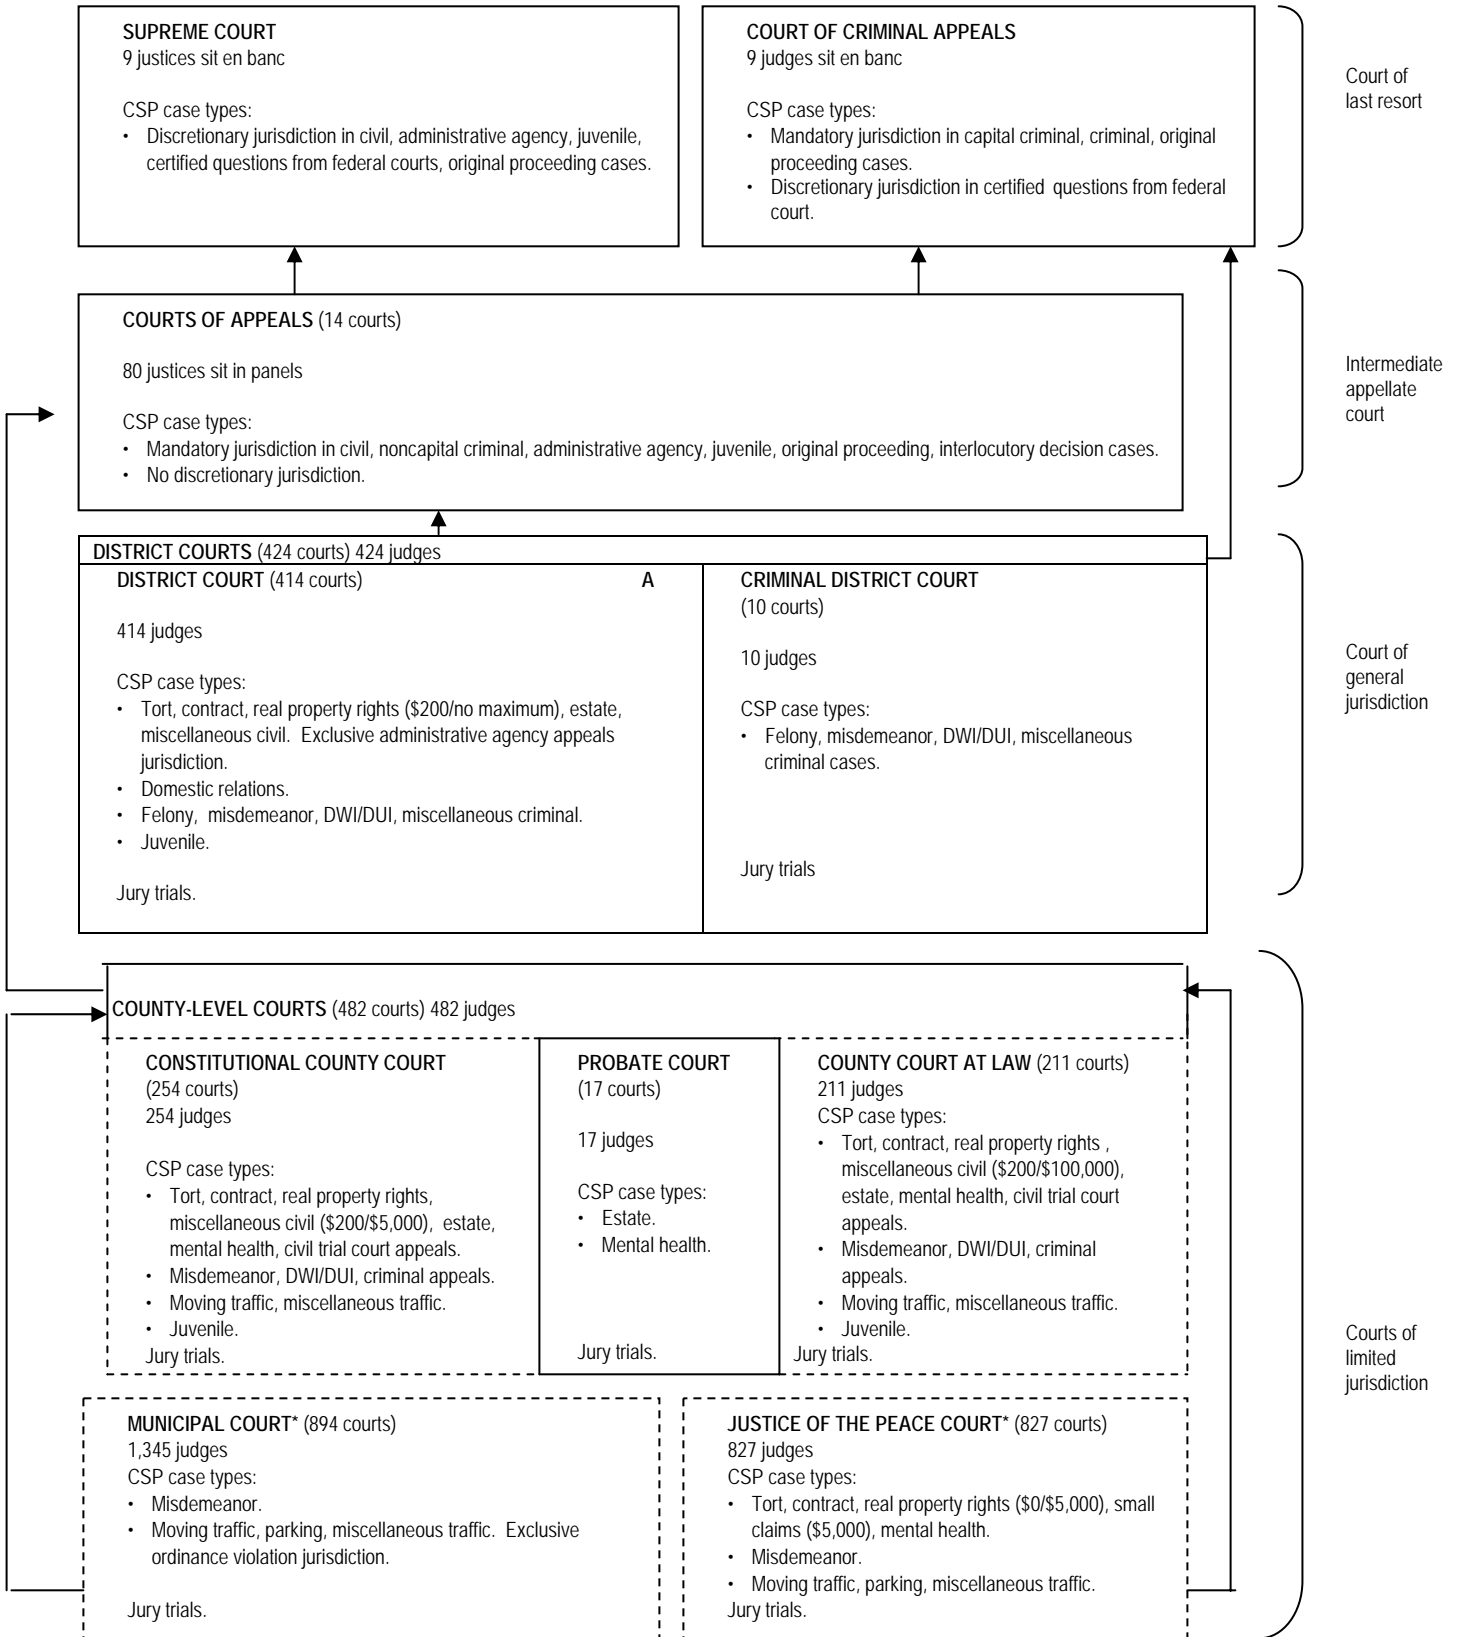 SUPREME COURT
9 justices sit en banc
CSP case types:
• Discretionary jurisdiction in civil, administrative agency, juvenile,
certified questions from federal courts, original proceeding cases.
COURT OF CRIMINAL APPEALS
9 judges sit en banc
CSP case types:
• Mandatory jurisdiction in capital criminal, criminal, original
proceeding cases.
• Discretionary jurisdiction in certified questions from federal
court.
Court of
last resort
COURTS OF APPEALS (14 courts)
80 justices sit in panels
CSP case types:
• Mandatory jurisdiction in civil, noncapital criminal, administrative agency, juvenile, original proceeding, interlocutory decision cases.
• No discretionary jurisdiction.
Intermediate
appellate
court
DISTRICT COURTS (424 courts) 424 judges
DISTRICT COURT (414 courts) A
414 judges
CSP case types:
• Tort, contract, real property rights ($200/no maximum), estate,
miscellaneous civil. Exclusive administrative agency appeals
jurisdiction.
• Domestic relations.
• Felony, misdemeanor, DWI/DUI, miscellaneous criminal.
• Juvenile.
Jury trials.
CRIMINAL DISTRICT COURT
(10 courts)
10 judges
CSP case types:
• Felony, misdemeanor, DWI/DUI, miscellaneous
criminal cases.
Jury trials
Court of
general
jurisdiction
COUNTY-LEVEL COURTS (482 courts) 482 judges
CONSTITUTIONAL COUNTY COURT
(254 courts)
254 judges
CSP case types:
• Tort, contract, real property rights,
miscellaneous civil ($200/$5,000), estate,
mental health, civil trial court appeals.
• Misdemeanor, DWI/DUI, criminal appeals.
• Moving traffic, miscellaneous traffic.
• Juvenile.
Jury trials.
PROBATE COURT
(17 courts)
17 judges
CSP case types:
• Estate.
• Mental health.
Jury trials.
COUNTY COURT AT LAW (211 courts)
211 judges
CSP case types:
• Tort, contract, real property rights ,
miscellaneous civil ($200/$100,000),
estate, mental health, civil trial court
appeals.
• Misdemeanor, DWI/DUI, criminal
appeals.
• Moving traffic, miscellaneous traffic.
• Juvenile.
Jury trials.
Courts of
limited
jurisdiction
MUNICIPAL COURT* (894 courts)
1,345 judges
CSP case types:
• Misdemeanor.
• Moving traffic, parking, miscellaneous traffic. Exclusive
ordinance violation jurisdiction.
Jury trials.
JUSTICE OF THE PEACE COURT* (827 courts)
827 judges
CSP case types:
• Tort, contract, real property rights ($0/$5,000), small
claims ($5,000), mental health.
• Misdemeanor.
• Moving traffic, parking, miscellaneous traffic.
Jury trials.